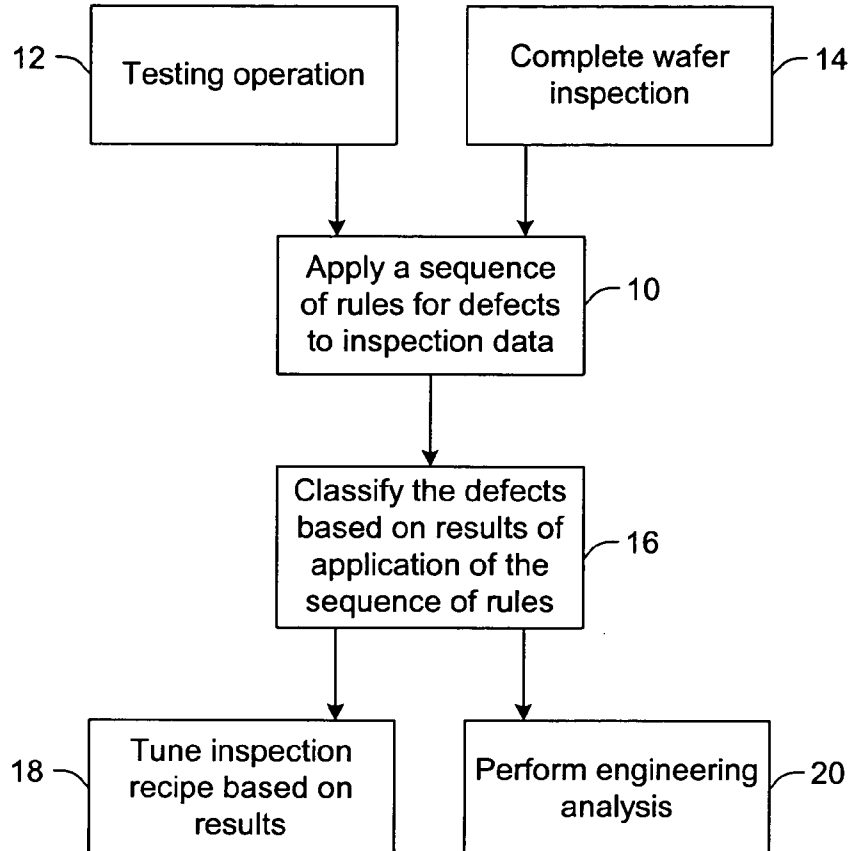 12
Testing operation
Complete wafer
inspection
14
Apply a sequence
of rules for defects
to inspection data
10
Classify the defects
based on results of
application of the
sequence of rules
16
18
Tune inspection
recipe based on
results
Perform engineering
analysis
20